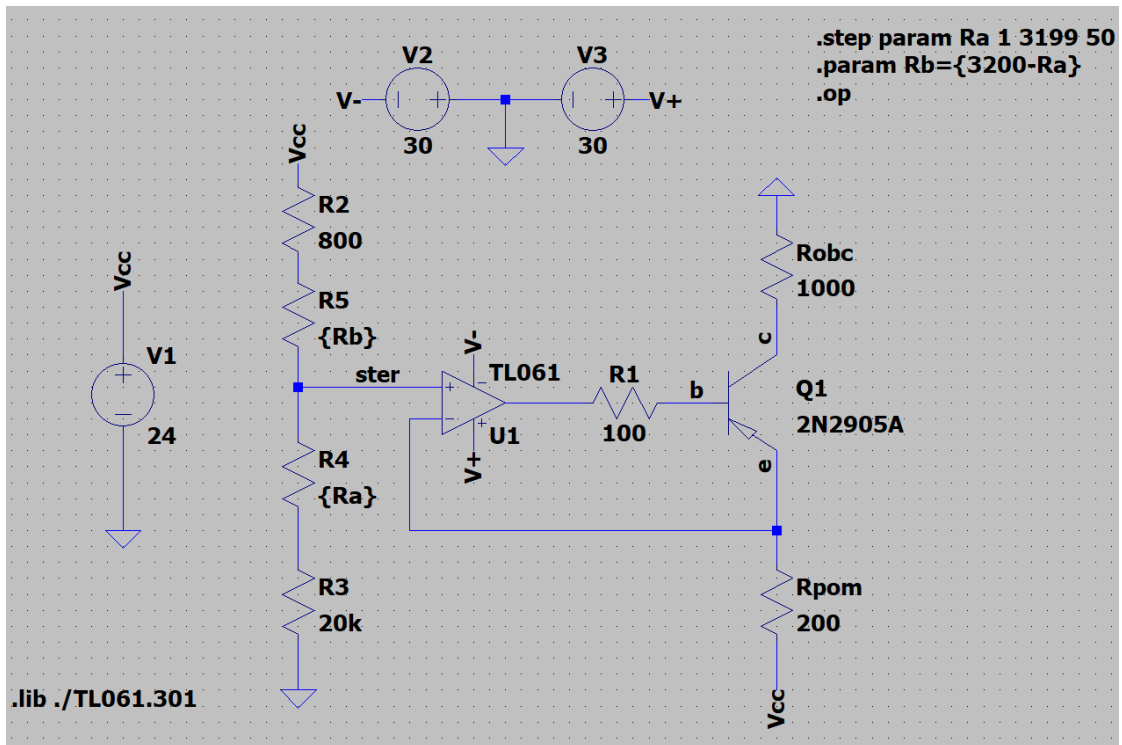 .step param Ra 1 3199 50
.param Rb={3200-Ra}
.op
V2
V3
V-
V+
30
30
Vcc
R2
800
Vcc
R5
{Rb}
V1
24
ster
V-
TL061
U1
V+
R1
100
b
Robc
1000
c
Q1
2N2905A
e
R4
{Ra}
R3
20k
Rpom
200
Vcc
.lib ./TL061.301